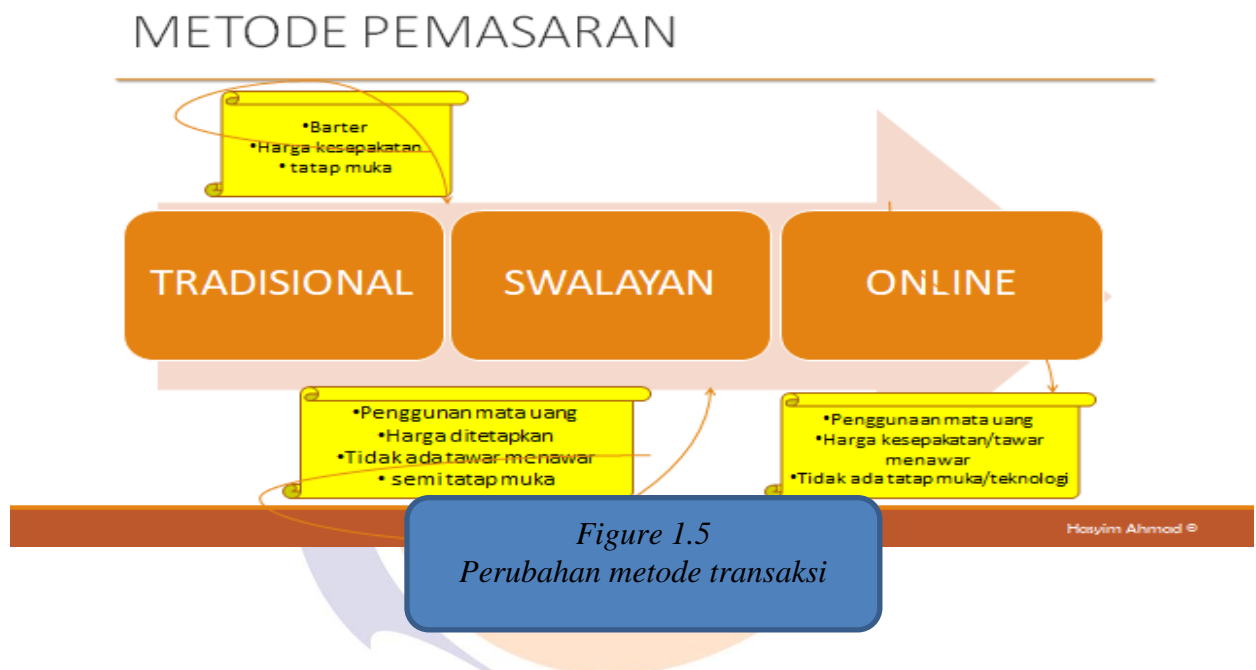 METODE PEMASARAN
•Barter
•Harga kesepakatan
• tatap muka
TRADISIONAL
SWALAYAN
ONLINE
•Penggunan mata uang
•Harga ditetapkan
•Tidak ada tawar menawar
• semi tatap muka
•Penggunaan mata uang
•Harga kesepakatan/tawar
menawar
•Tidak ada tatap muka/teknologi
Hasyim Ahmad ©
Figure 1.5
Perubahan metode transaksi